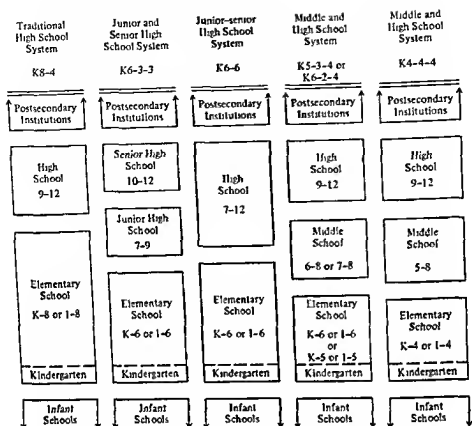 Traditional
High School
System
K8-4
Postsecondary
Institutions
High
School
9-12
Elementary
School
K-8 or 1-8
Kindergarten
Infant
Schools
Junior and
Senior High
School System
K6-3-3
Postsecondary
Institutions
Senior High
School
10-12
Junior High
School
7-9
Elementary
School
K-6 or 1-6
Kindergarten
Infant
Schools
Junior-senior
High School
System
K6-6
Postsecondary
Institutions
High
School
7-12
Elementary
School
K-6 or 1-6
Kindergarten
Infant
Schools
Middle and
High School
System
K5-3-4 or
K6-2-4
Postsecondary
Institutions
High
School
9-12
Middle
School
6-8 or 7-8
Elementary
School
K-6 or 1-6
or
K-5 or 1-5
Kindergarten
Infant
Schools
Middle and
High School
System
K4-4-4
Postsecondary
Institutions
High
School
9-12
Middle
School
5-8
Elementary
School
K-4 or 1-4
Kindergarten
Infant
Schools